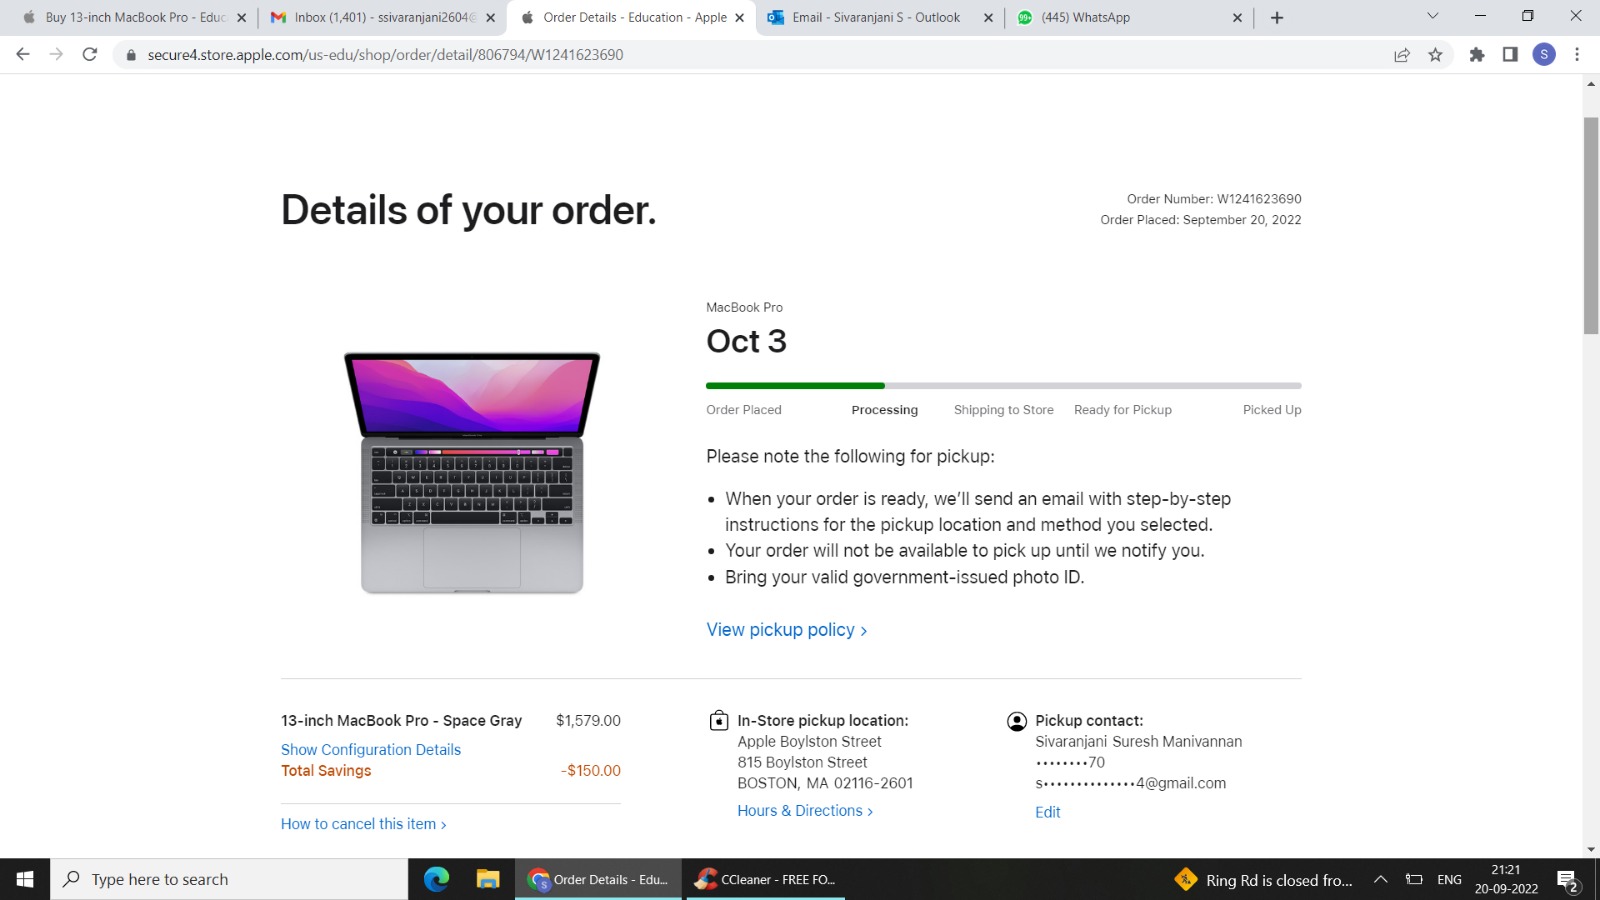 Buy 13-inch MacBook Pro - Educ
Inbox (1,401) - ssivaranjani2604@
Order Details - Education - Apple
Email - Sivaranjani S - Outlook
99+
(445) WhatsApp
secure4.store.apple.com/us-edu/shop/order/detail/806794/W1241623690
S
Details of your order.
Order Number: W1241623690
Order Placed: September 20, 2022
MacBook Pro
Oct 3
Order Placed
Processing
Shipping to Store
Ready for Pickup
Picked Up
Please note the following for pickup:
• When your order is ready, we’ll send an email with step-by-step
instructions for the pickup location and method you selected.
• Your order will not be available to pick up until we notify you.
• Bring your valid government-issued photo ID.
View pickup policy ›
13-inch MacBook Pro - Space Gray $1,579.00
Show Configuration Details
Total Savings -$150.00
How to cancel this item ›
In-Store pickup location:
Apple Boylston Street
815 Boylston Street
BOSTON, MA 02116-2601
Hours & Directions ›
Pickup contact:
Sivaranjani Suresh Manivannan
••••••••70
s••••••••••••••4@gmail.com
Edit
Type here to search
Order Details - Edu...
CCleaner - FREE FO...
Ring Rd is closed fro...
ENG
21:21
20-09-2022
2